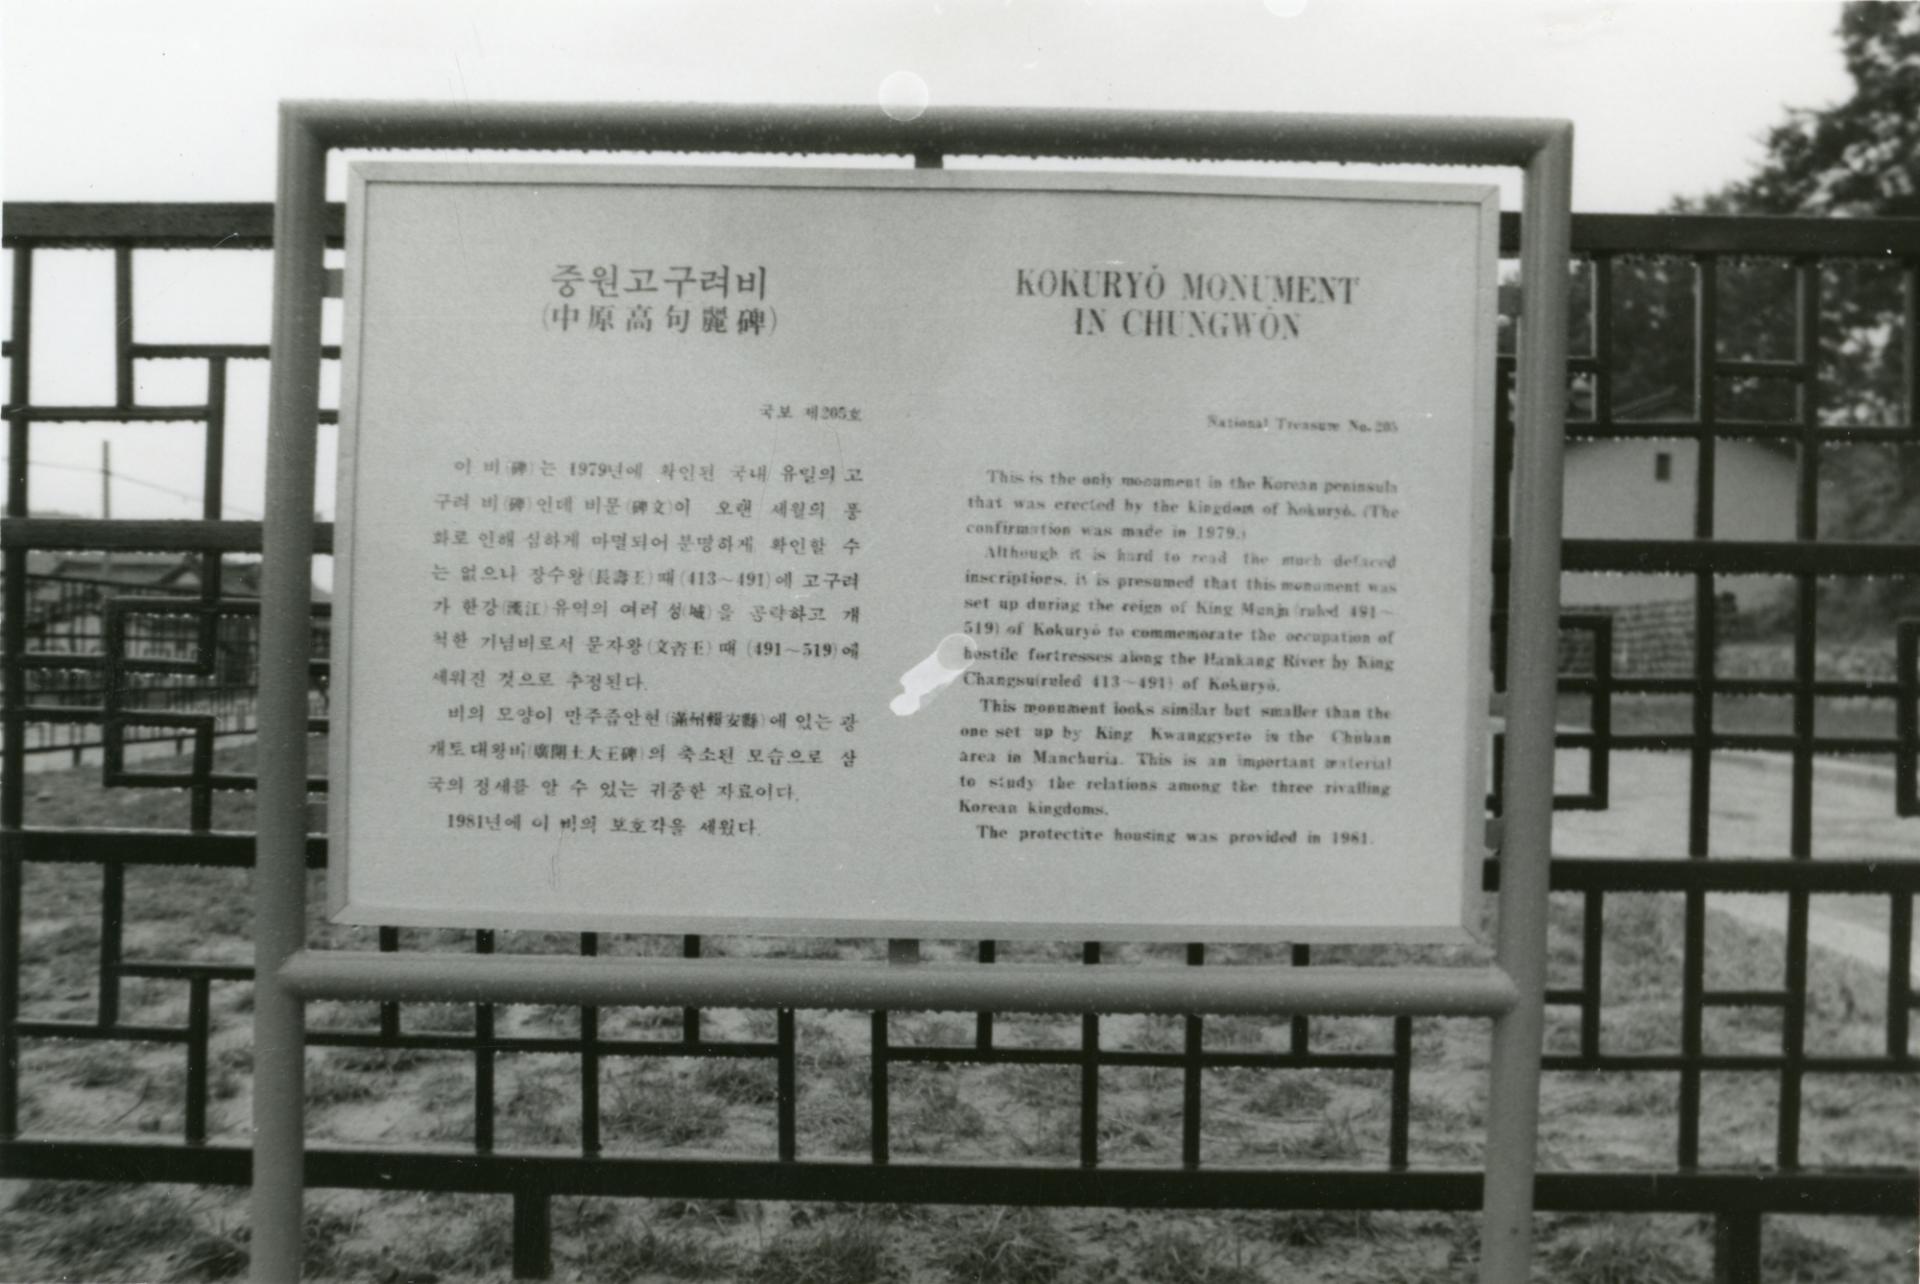 중원고구려비
(中原高句麗碑)
국보 제205호
이 비(碑)는 1979년에 확인된 국내 유일의 고
구려 비(碑)인데 비문(碑文)이 오랜 세월의 풍
화로 인해 심하게 마멸되어 분명하게 확인할 수
는 없으나 장수왕(長壽王)때(413~491)에 고구려
가 한강(漢江)유역의 여러 성(城)을 공략하고 개
척한 기념비로서 문자왕(文咨王) 때 (491~519)에
세워진 것으로 추정된다.
비의 모양이 만주즙안현(滿州輯安縣)에 있는 광
개토대왕비(廣開土大王碑)의 축소된 모습으로 삼
국의 정세를 알 수 있는 귀중한 자료이다.
1981년에 이 비의 보호각을 세웠다.
KOKURYŎ MONUMENT
IN CHUNGWŎN
National Treasure No. 205
This is the only monument in the Korean peninsula
that was erected by the kingdom of Kokuryŏ. (The
confirmation was made in 1979.)
Although it is hard to read the much defaced
inscriptions, it is presumed that this monument was
set up during the reign of King Munja (ruled 491~
519) of Kokuryŏ to commemorate the occupation of
hostile fortresses along the Hankang River by King
Changsu(ruled 413~491) of Kokuryŏ.
This monument looks similar but smaller than the
one set up by King Kwanggyeto in the Chuban
area in Manchuria. This is an important material
to study the relations among the three rivalling
Korean kingdoms.
The protective housing was provided in 1981.